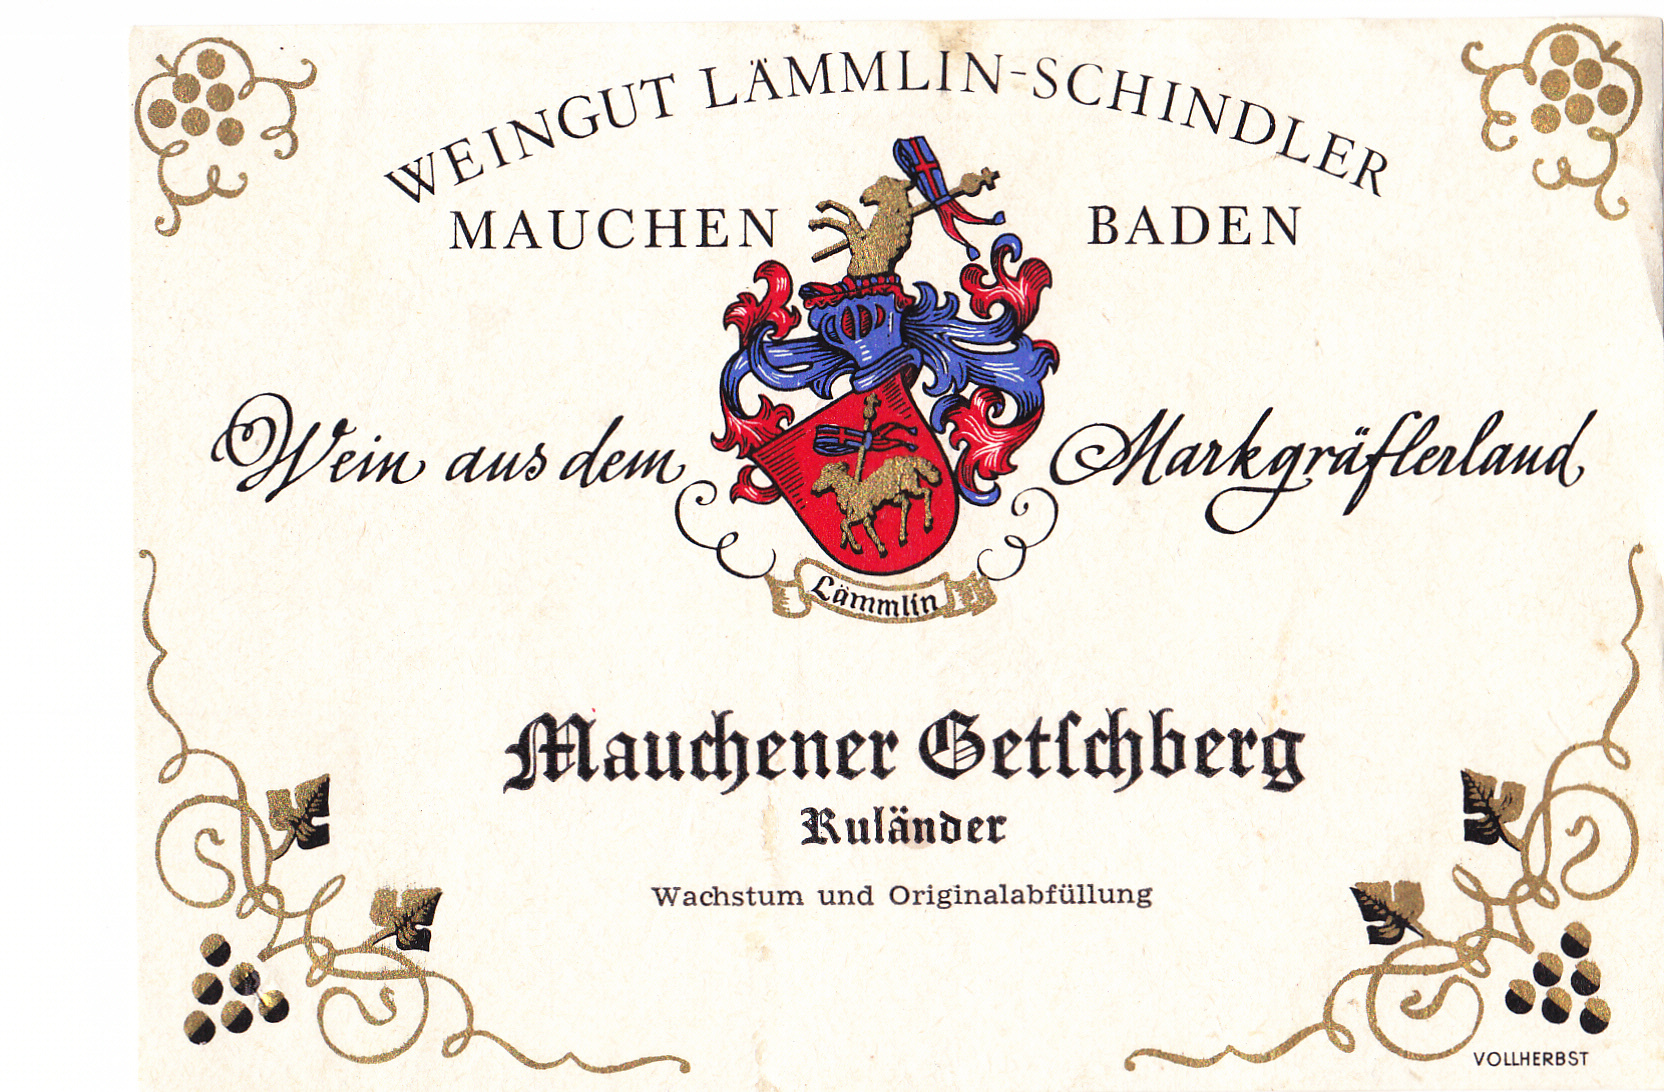 WEINGUT LÄMMLIN-SCHINDLER
MAUCHEN BADEN
Wein aus dem Markgräflerland
Lämmlin
Mauchener Getſchberg
Ruländer
Wachstum und Originalabfüllung
VOLLHERBST